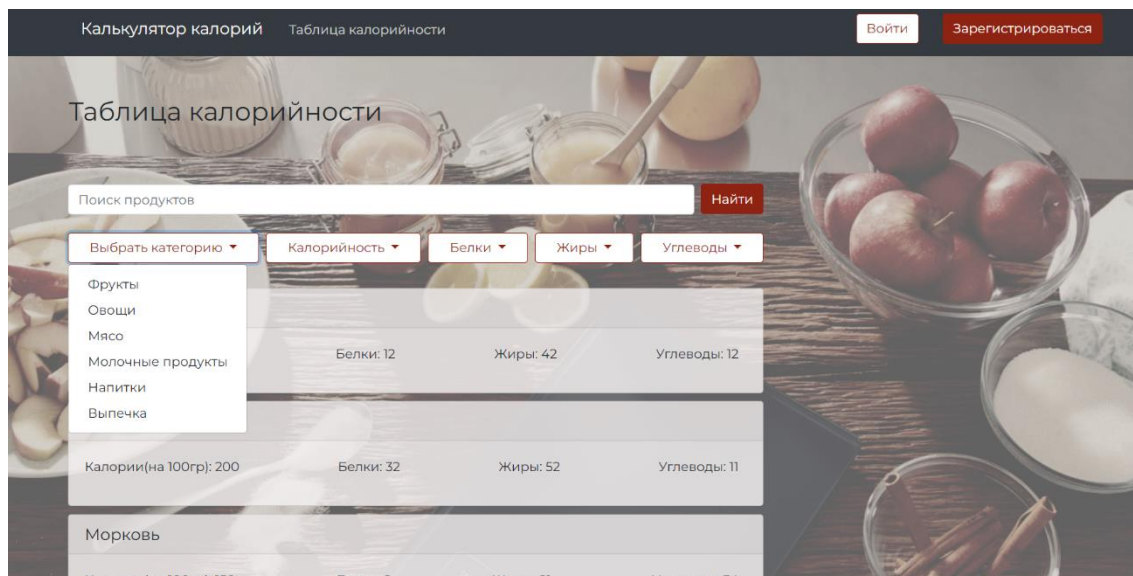 Калькулятор калорий Таблица калорийности Войти Зарегистрироваться
Таблица калорийности
Поиск продуктов Найти
Выбрать категорию Калорийность Белки Жиры Углеводы
Фрукты
Овощи
Мясо
Молочные продукты
Напитки
Выпечка
Белки: 12 Жиры: 42 Углеводы: 12
Калории(на 100гр): 200 Белки: 32 Жиры: 52 Углеводы: 11
Морковь